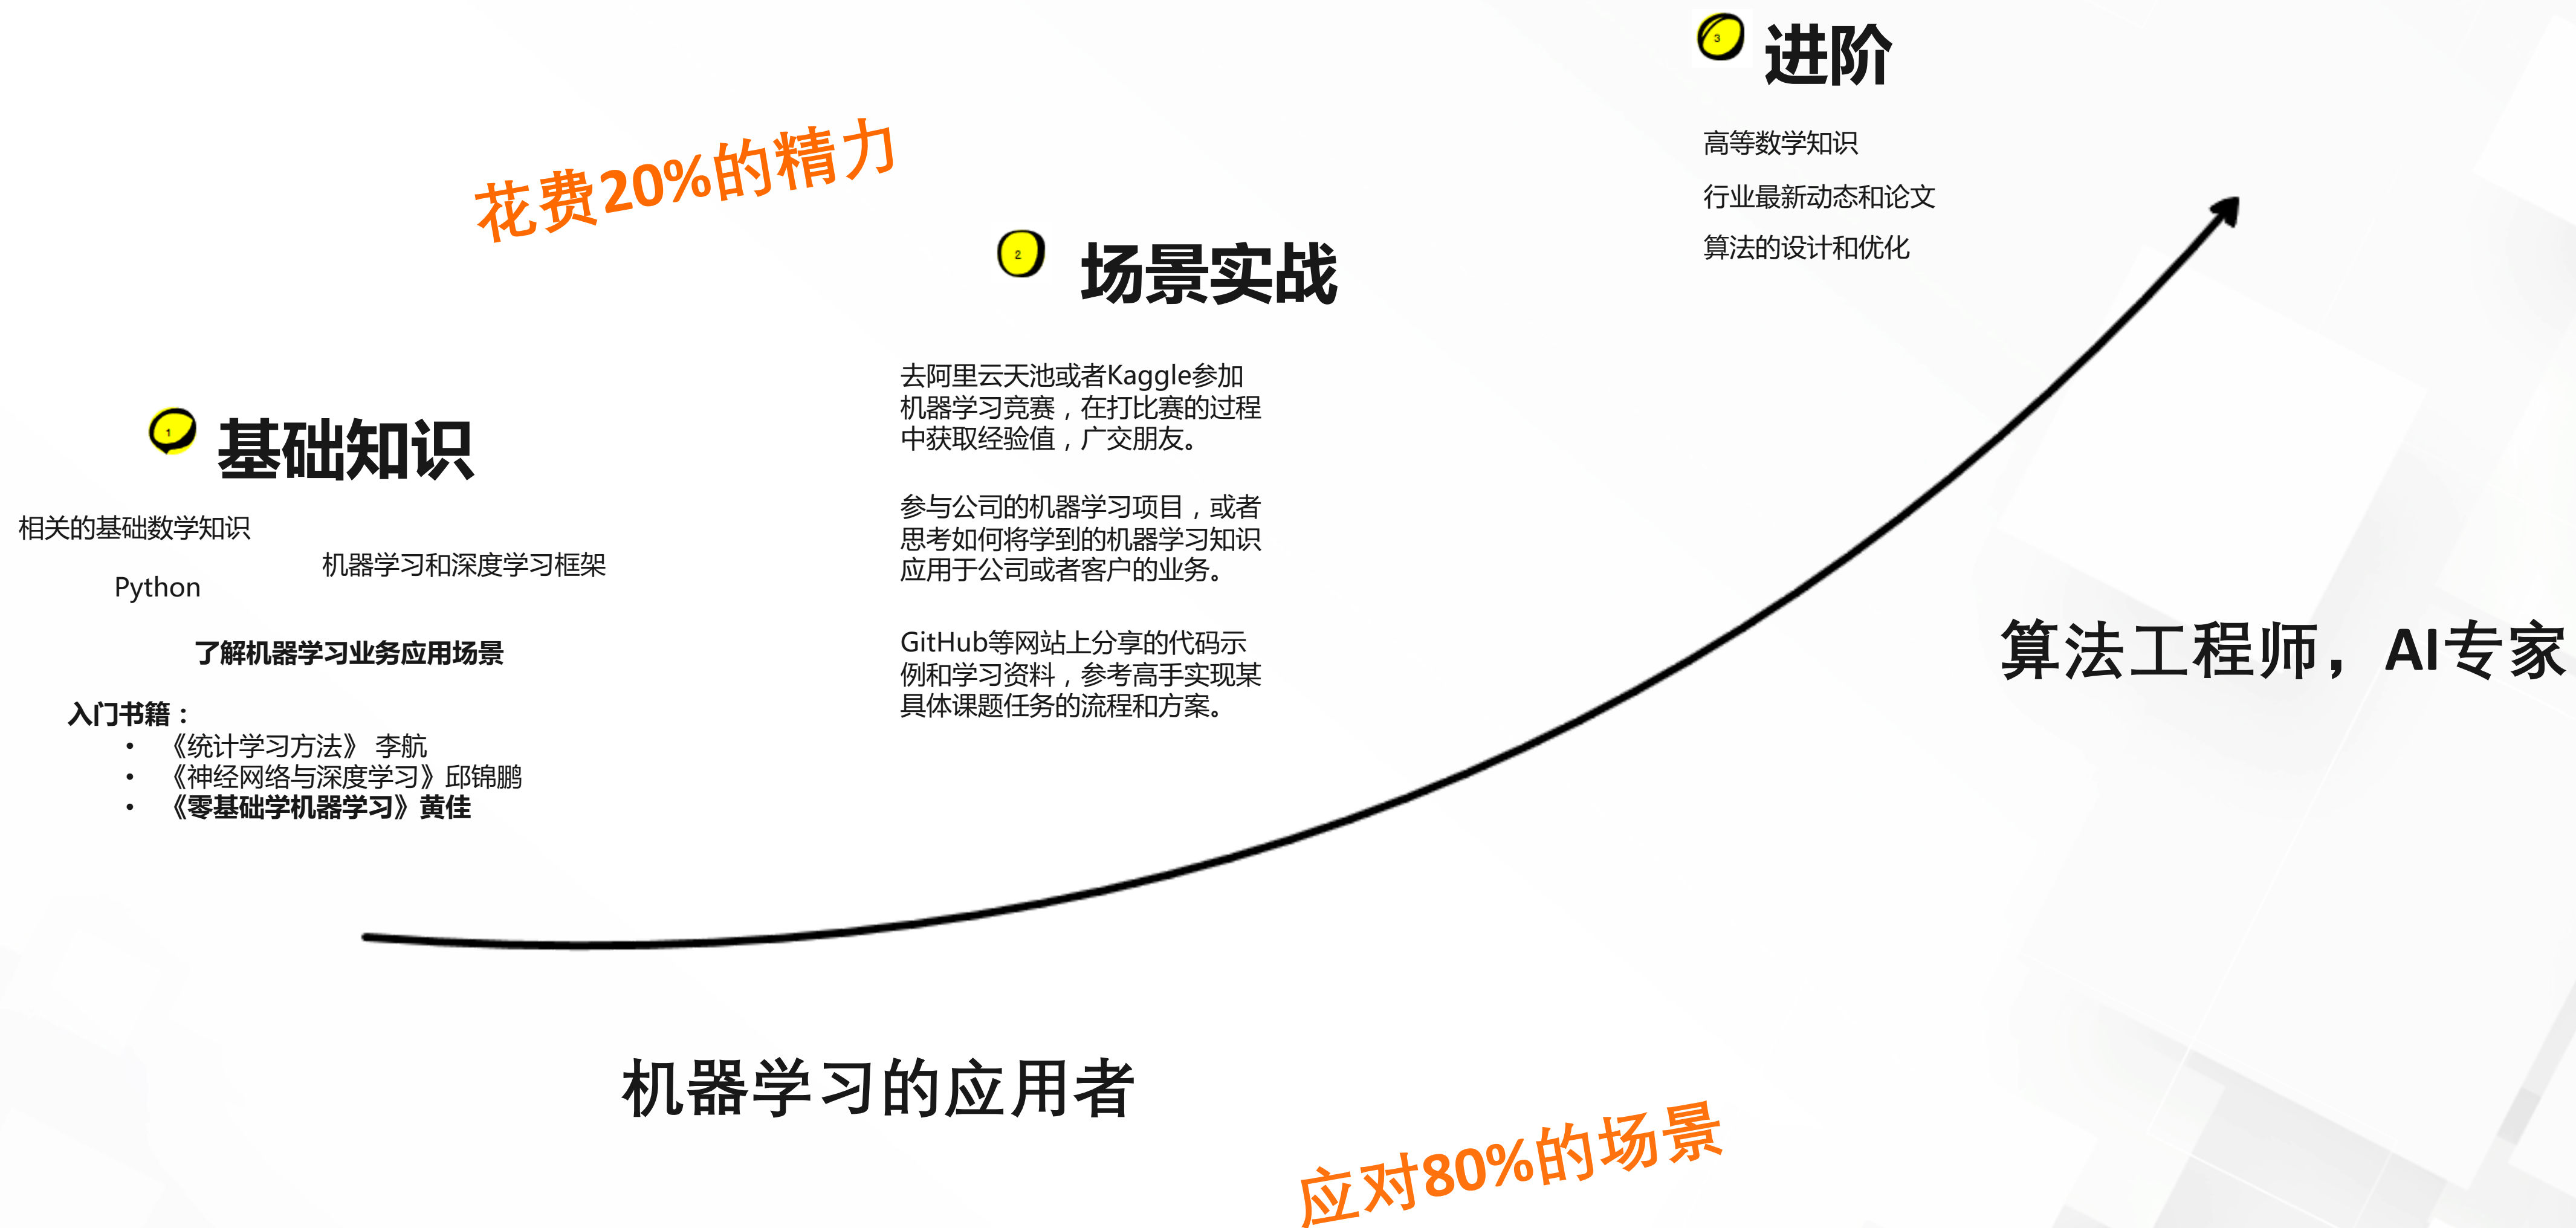 3
进阶
高等数学知识
行业最新动态和论文
算法的设计和优化
花费20%的精力
2
场景实战
去阿里云天池或者Kaggle参加
机器学习竞赛，在打比赛的过程
中获取经验值，广交朋友。
参与公司的机器学习项目，或者
思考如何将学到的机器学习知识
应用于公司或者客户的业务。
GitHub等网站上分享的代码示
例和学习资料，参考高手实现某
具体课题任务的流程和方案。
1
基础知识
相关的基础数学知识
机器学习和深度学习框架
Python
了解机器学习业务应用场景
入门书籍：
• 《统计学习方法》 李航
• 《神经网络与深度学习》邱锦鹏
• 《零基础学机器学习》黄佳
算法工程师，AI专家
机器学习的应用者
应对80%的场景